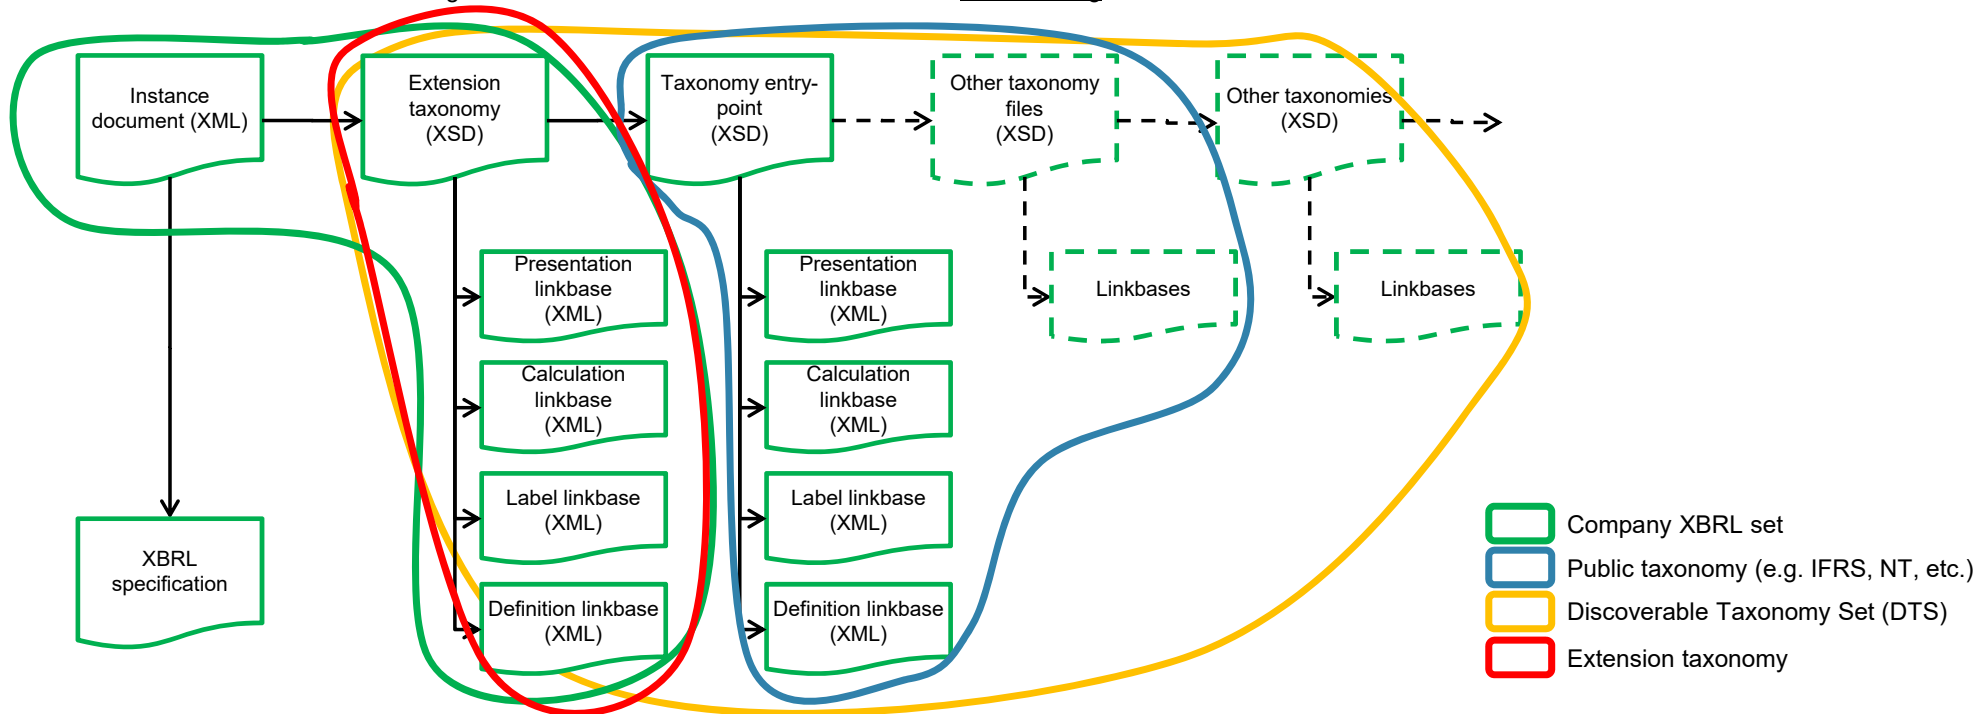 Instance
document (XML)
Extension
taxonomy
(XSD)
Taxonomy entry-
point
(XSD)
Other taxonomy
files
(XSD)
Other taxonomies
(XSD)
Presentation
linkbase
(XML)
Presentation
linkbase
(XML)
Linkbases
Linkbases
Calculation
linkbase
(XML)
Calculation
linkbase
(XML)
Label linkbase
(XML)
Label linkbase
(XML)
XBRL
specification
Definition linkbase
(XML)
Definition linkbase
(XML)
Company XBRL set
Public taxonomy (e.g. IFRS, NT, etc.)
Discoverable Taxonomy Set (DTS)
Extension taxonomy